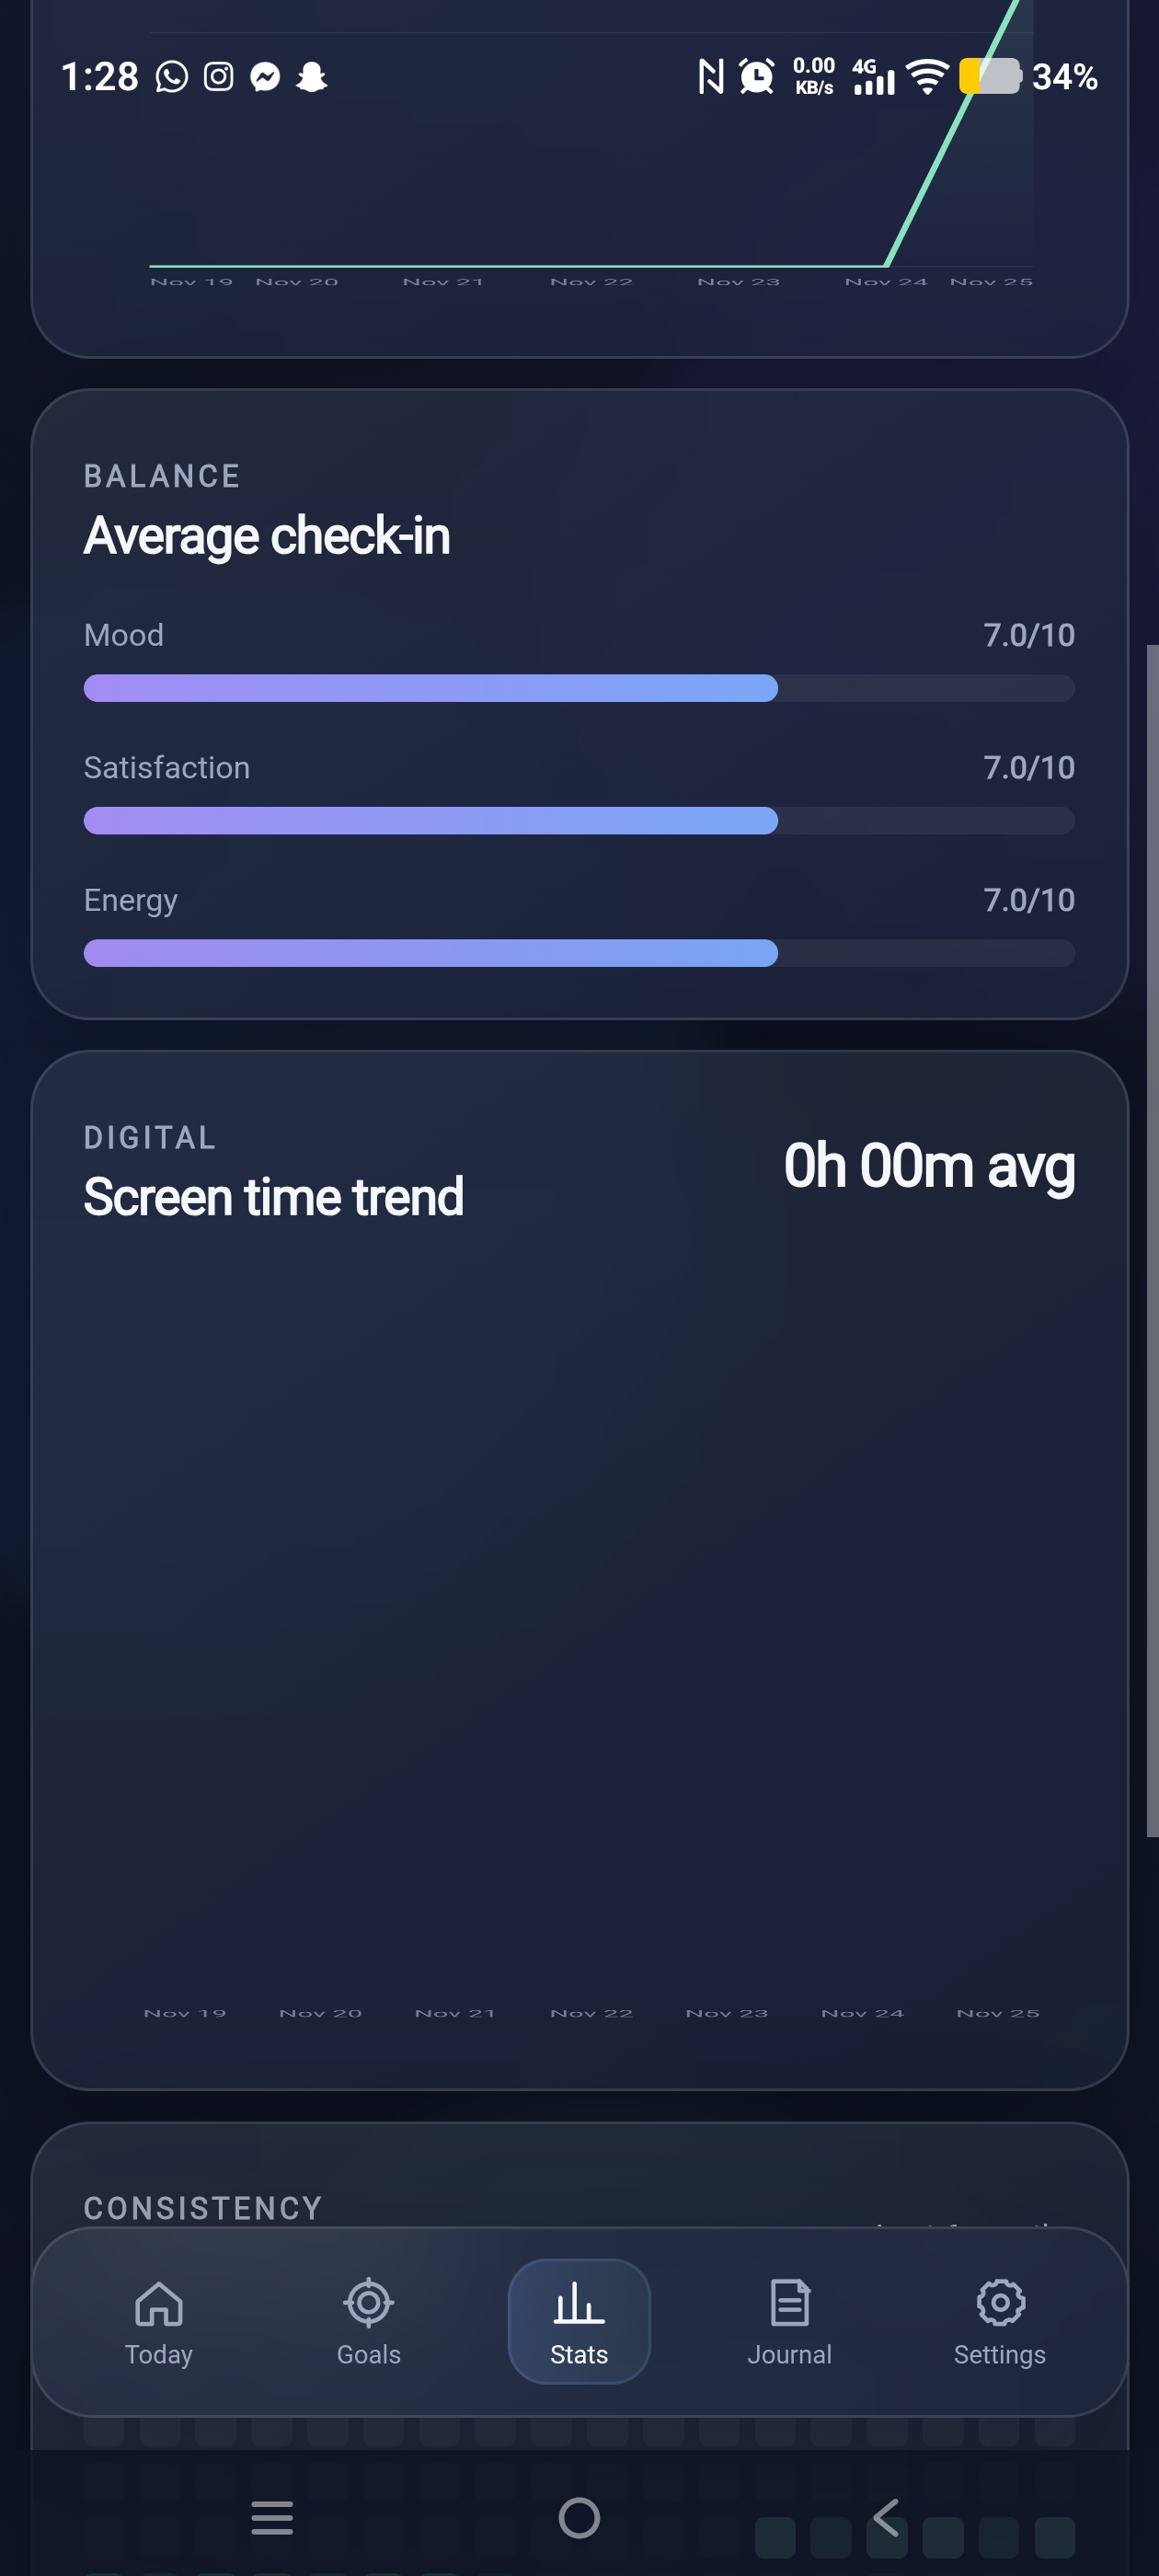 1:28
0.00 KB/s
4G
34%
Nov 19 Nov 20 Nov 21 Nov 22 Nov 23 Nov 24 Nov 25
BALANCE
Average check-in
Mood 7.0/10
Satisfaction 7.0/10
Energy 7.0/10
DIGITAL
Screen time trend
0h 00m avg
Nov 19 Nov 20 Nov 21 Nov 22 Nov 23 Nov 24 Nov 25
CONSISTENCY
Today Goals Stats Journal Settings